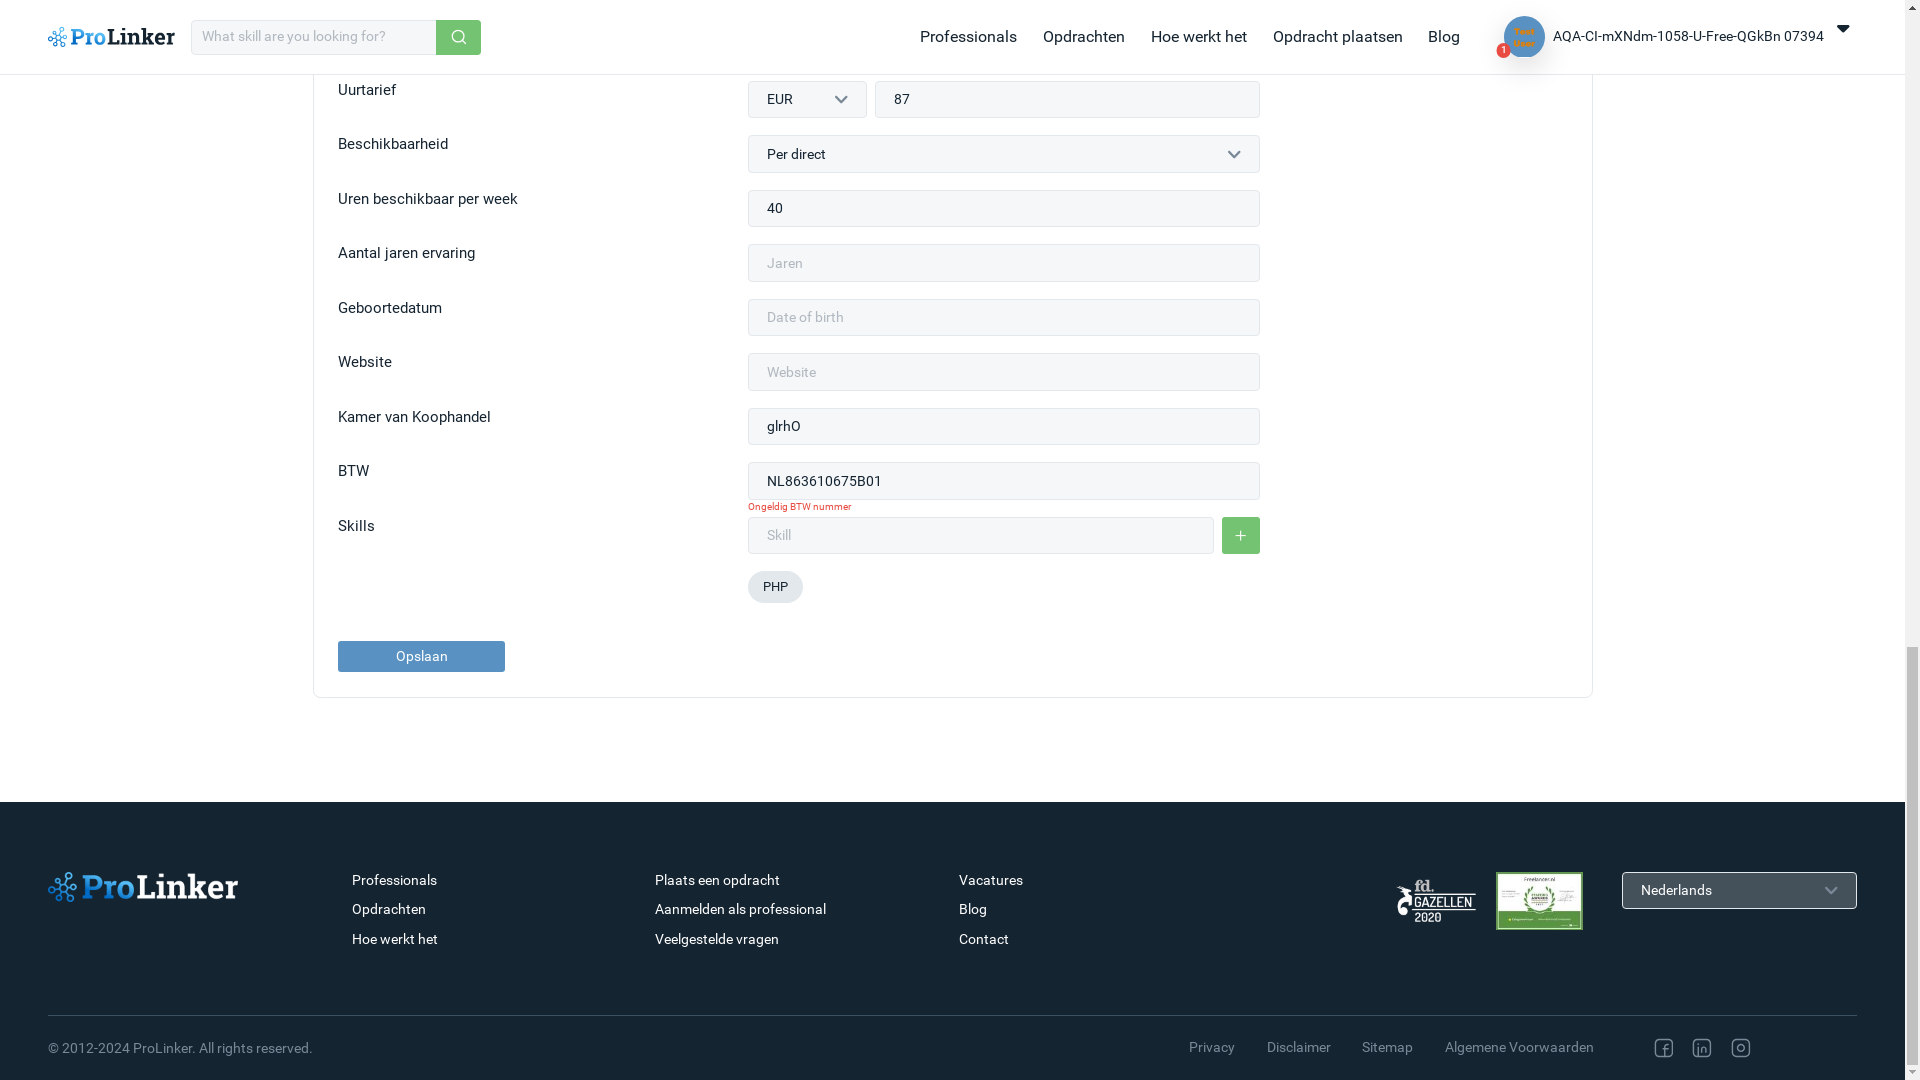 ProLinker
What skill are you looking for?
Professionals
Opdrachten
Hoe werkt het
Opdracht plaatsen
Blog
Test
User
1
AQA-CI-mXNdm-1058-U-Free-QGkBn 07394
Uurtarief
EUR
87
Beschikbaarheid
Per direct
Uren beschikbaar per week
40
Aantal jaren ervaring
Jaren
Geboortedatum
Date of birth
Website
Website
Kamer van Koophandel
glrhO
BTW
NL863610675B01
Ongeldig BTW nummer
Skills
Skill
PHP
Opslaan
ProLinker
Professionals
Opdrachten
Hoe werkt het
Plaats een opdracht
Aanmelden als professional
Veelgestelde vragen
Vacatures
Blog
Contact
fd.
GAZELLEN
2020
Freelancer.nl
Nederlands
© 2012-2024 ProLinker. All rights reserved.
Privacy
Disclaimer
Sitemap
Algemene Voorwaarden